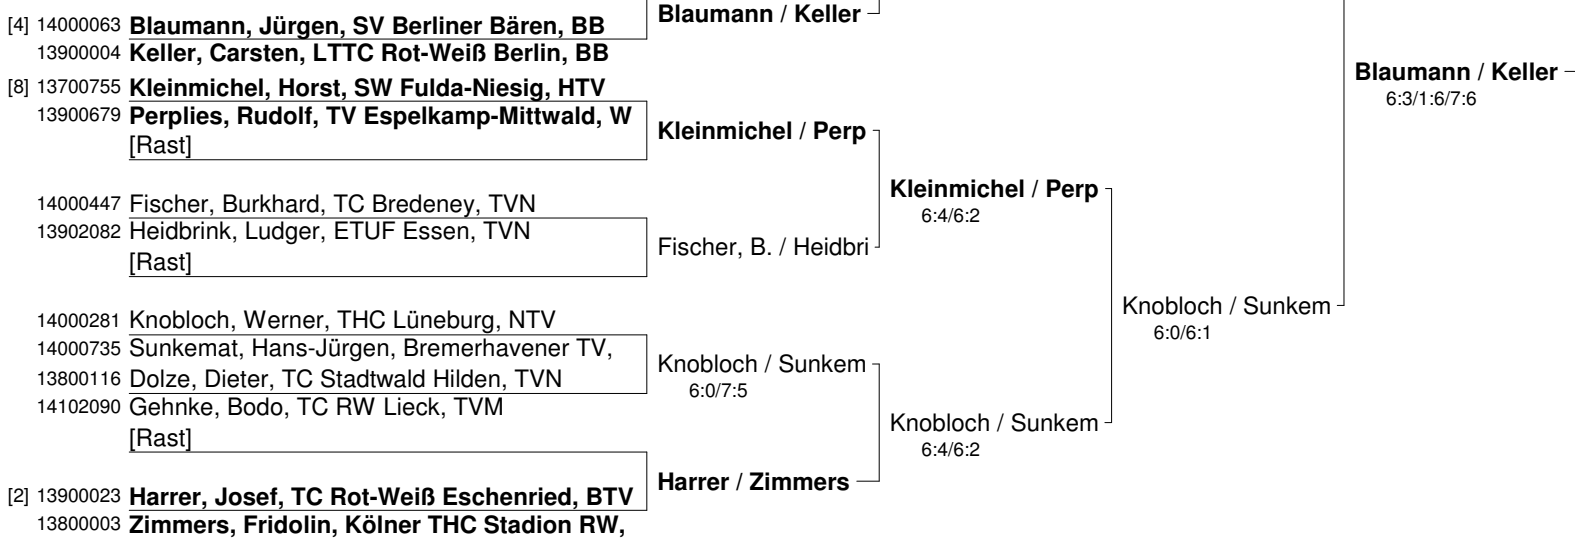 Blaumann / Keller
[4] 14000063 Blaumann, Jürgen, SV Berliner Bären, BB
13900004 Keller, Carsten, LTTC Rot-Weiß Berlin, BB
Blaumann / Keller
6:3/1:6/7:6
[8] 13700755 Kleinmichel, Horst, SW Fulda-Niesig, HTV
13900679 Perplies, Rudolf, TV Espelkamp-Mittwald, W
Kleinmichel / Perp
[Rast]
Kleinmichel / Perp
6:4/6:2
14000447 Fischer, Burkhard, TC Bredeney, TVN
13902082 Heidbrink, Ludger, ETUF Essen, TVN
Fischer, B. / Heidbri
[Rast]
Knobloch / Sunkem
6:0/6:1
14000281 Knobloch, Werner, THC Lüneburg, NTV
14000735 Sunkemat, Hans-Jürgen, Bremerhavener TV,
Knobloch / Sunkem
6:0/7:5
13800116 Dolze, Dieter, TC Stadtwald Hilden, TVN
14102090 Gehnke, Bodo, TC RW Lieck, TVM
Knobloch / Sunkem
6:4/6:2
[Rast]
Harrer / Zimmers
[2] 13900023 Harrer, Josef, TC Rot-Weiß Eschenried, BTV
13800003 Zimmers, Fridolin, Kölner THC Stadion RW,